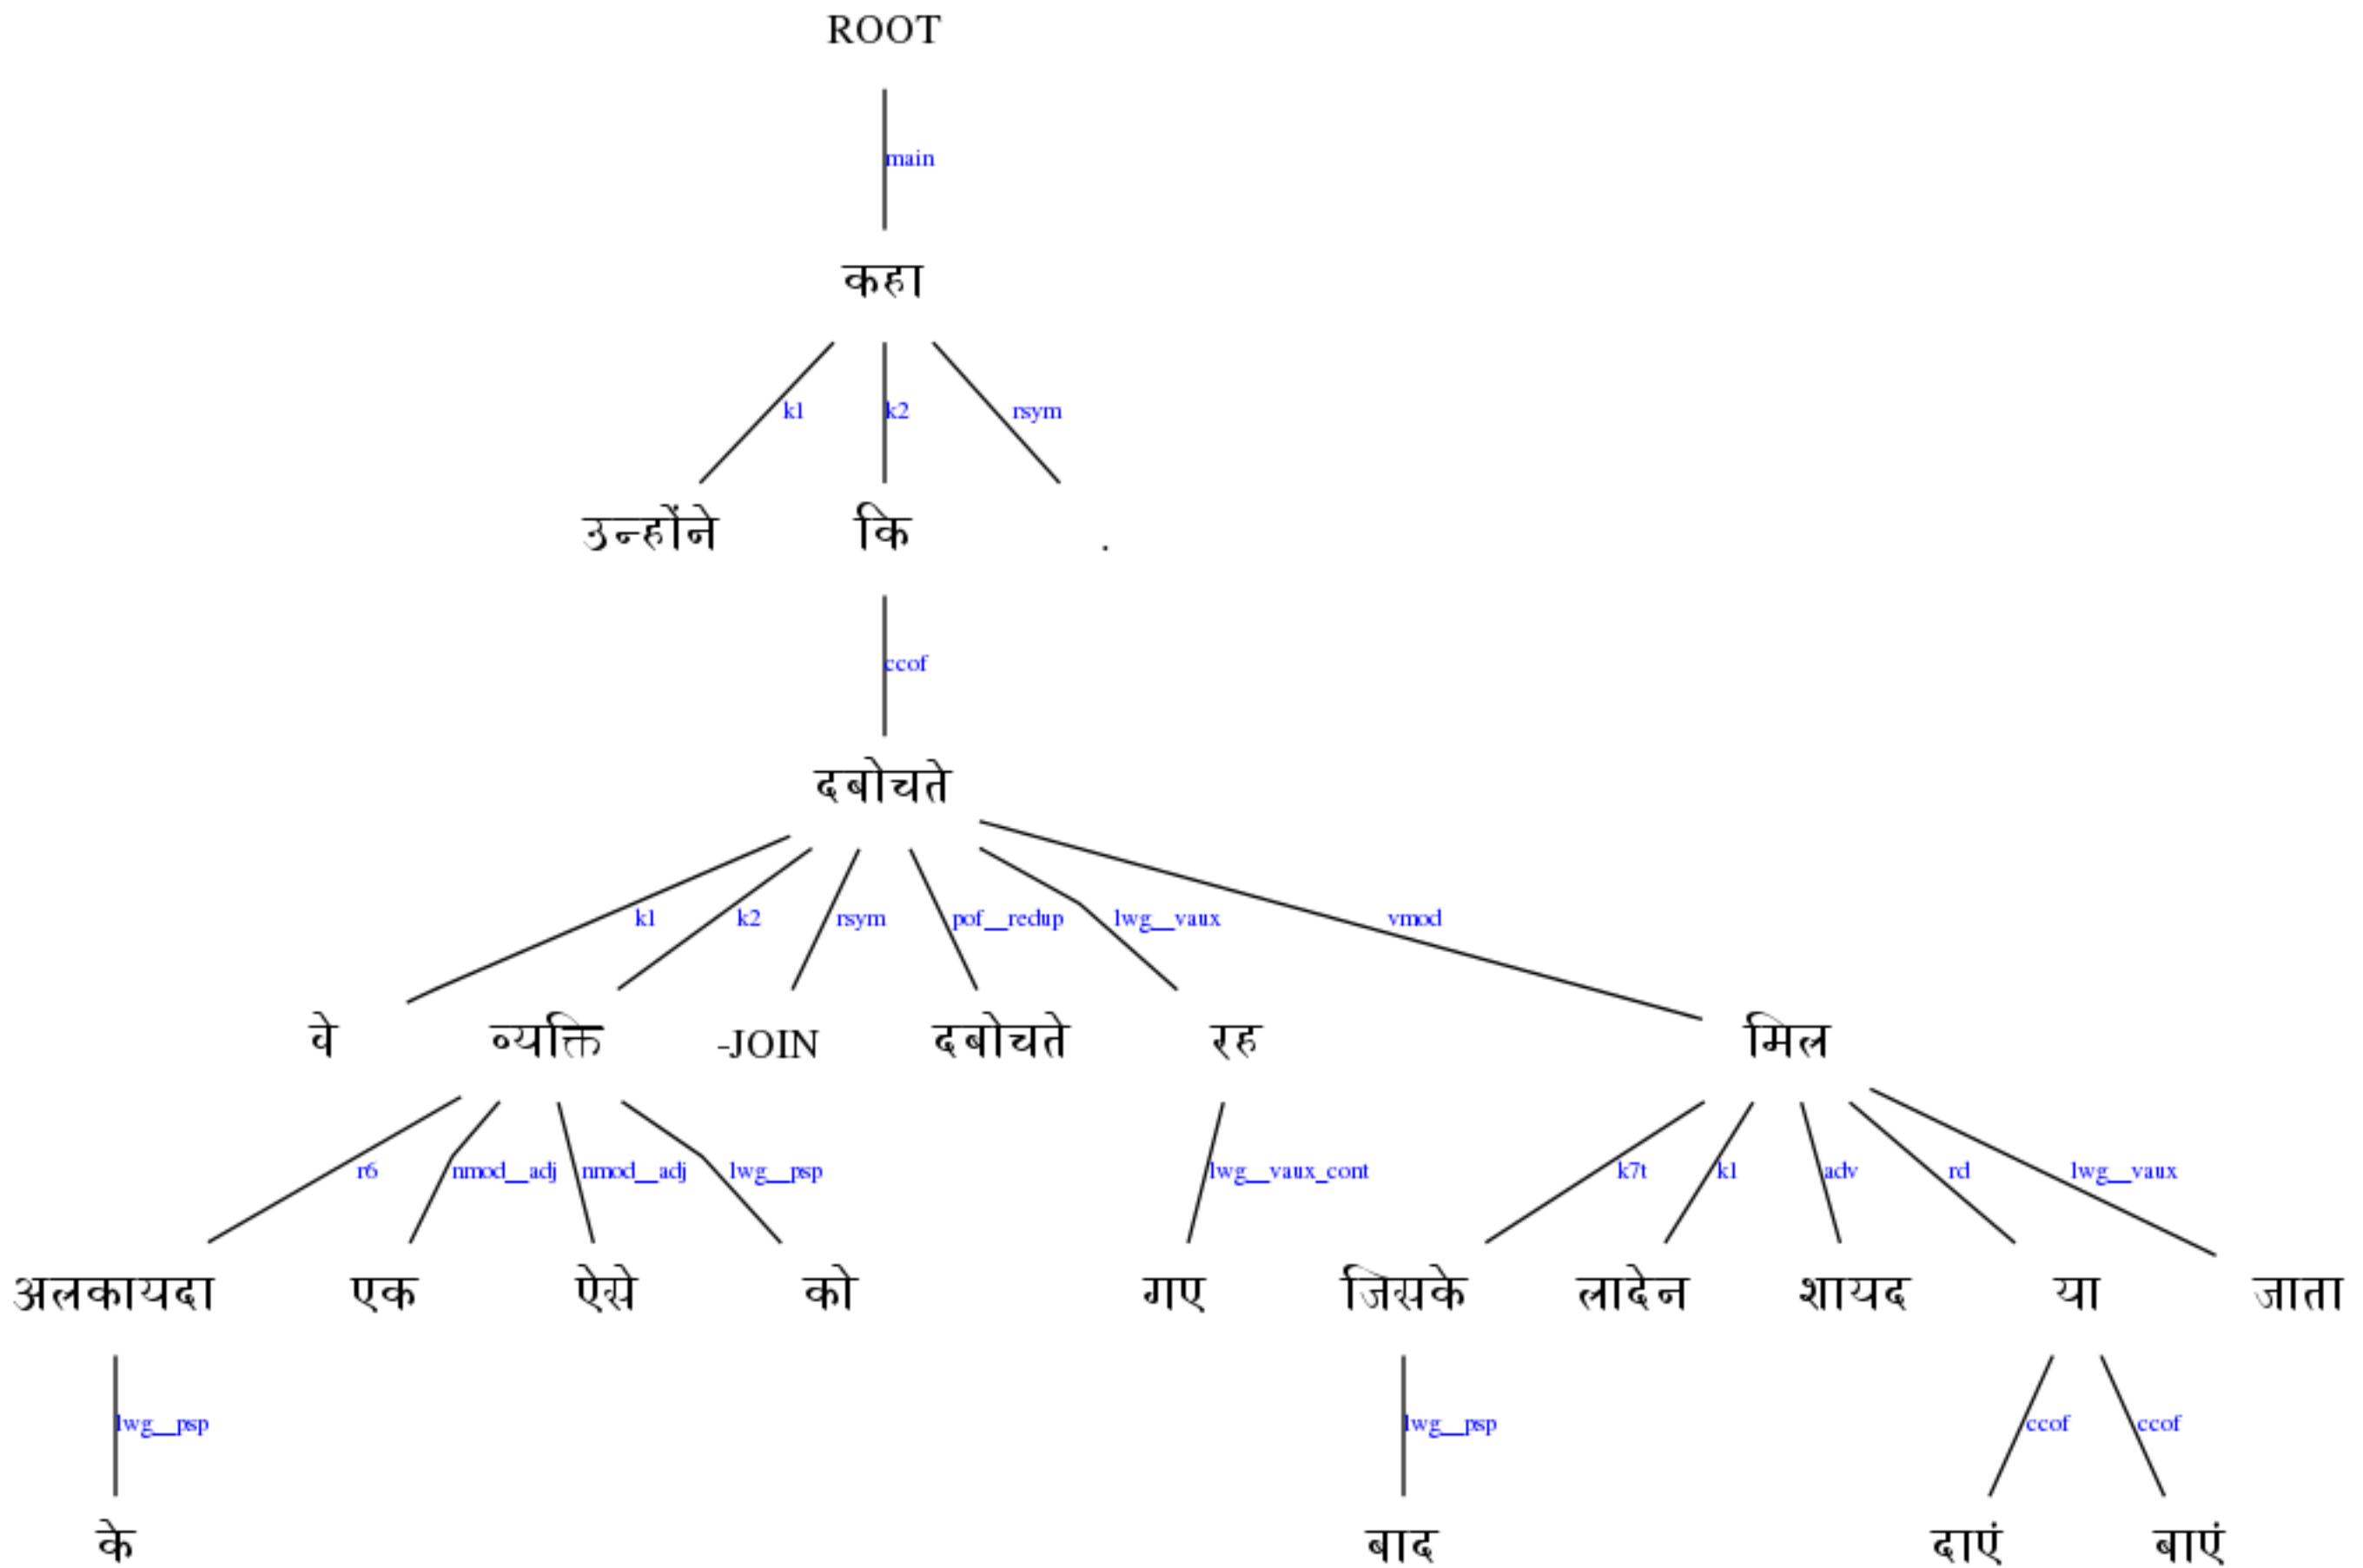 ROOT
main
कहा
k1 k2 rsym
उन्होंने कि .
ccof
दबोचते
k1 k2 rsym pof__redup lwg__vaux vmod
वे व्यक्ति -JOIN दबोचते रह मिल
r6 nmod__adj nmod__adj lwg__psp lwg__vaux_cont k7t k1 adv rd lwg__vaux
अलकायदा एक ऐसे को गए जिसके लादेन शायद या जाता
lwg__psp lwg__psp ccof ccof
के बाद दाएं बाएं